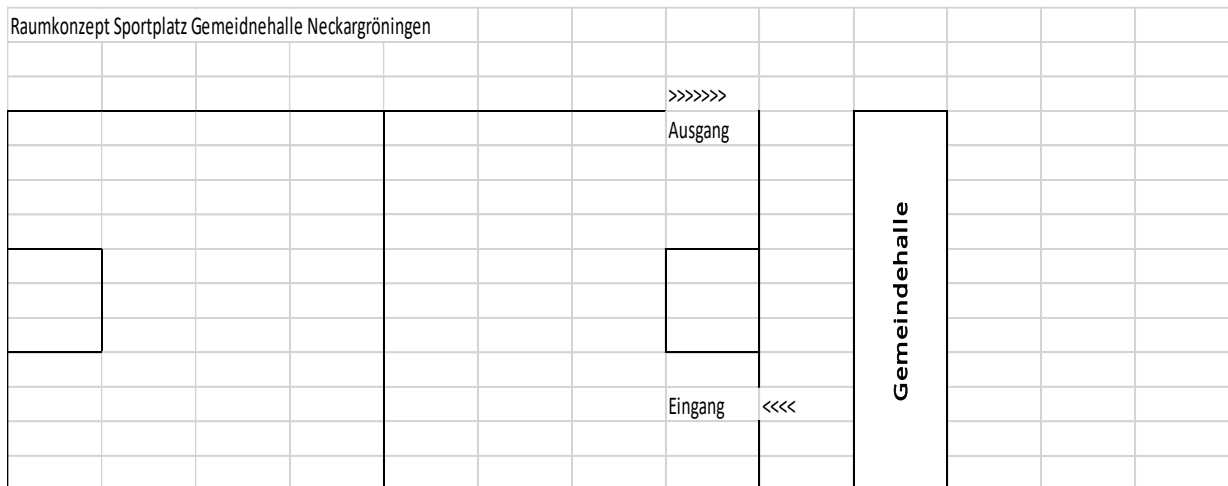 Raumkonzept Sportplatz Gemeidnehalle Neckargröningen
>>>>>>>
Ausgang
Gemeindehalle
Eingang <<<<